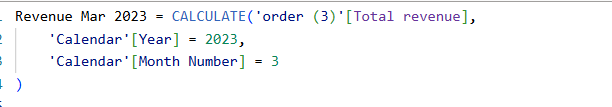 Revenue Mar 2023 = CALCULATE('order (3)'[Total revenue],
'Calendar'[Year] = 2023,
'Calendar'[Month Number] = 3
)